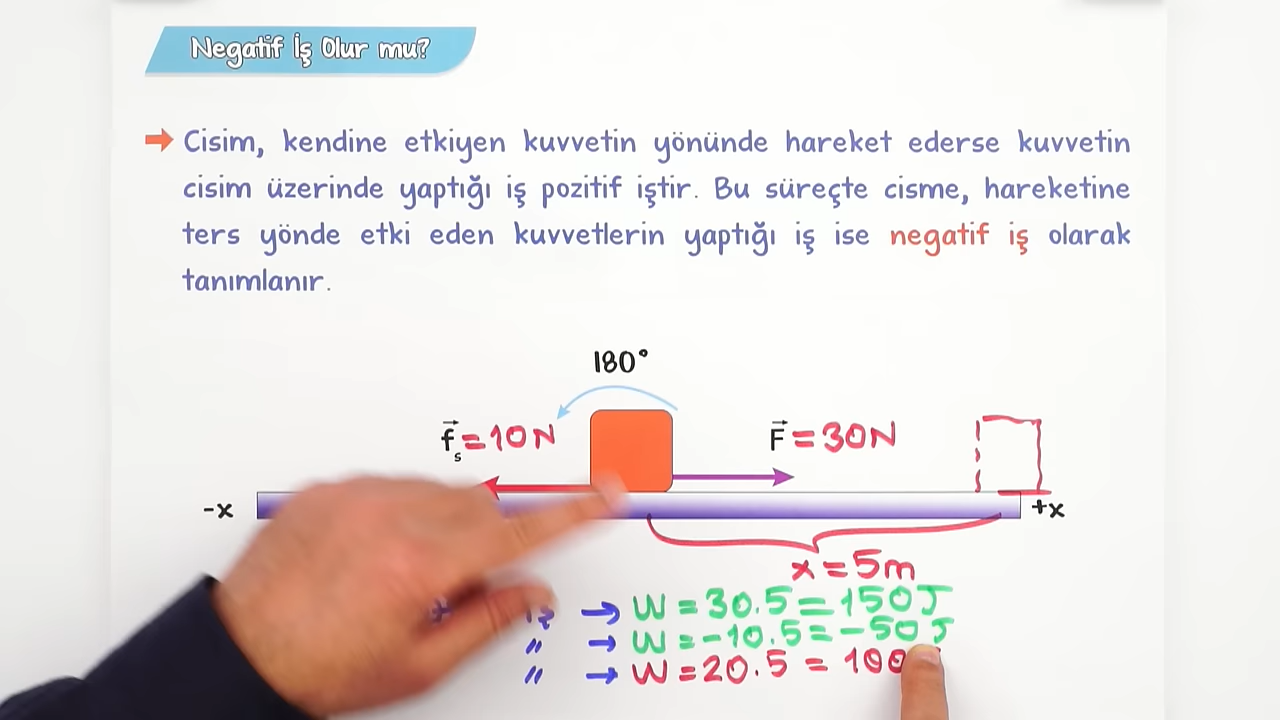 Negatif İş Olur mu?
Cisim, kendine etkiyen kuvvetin yönünde hareket ederse kuvvetin
cisim üzerinde yaptığı iş pozitif iştir. Bu süreçte cisme, hareketine
ters yönde etki eden kuvvetlerin yaptığı iş ise negatif iş olarak
tanımlanır.
180°
f⃗s = 10N F⃗ = 30N
-x +x
x = 5m
İş → W = 30.5 = 150J
" → W = -10.5 = -50J
" → W = 20.5 = 100